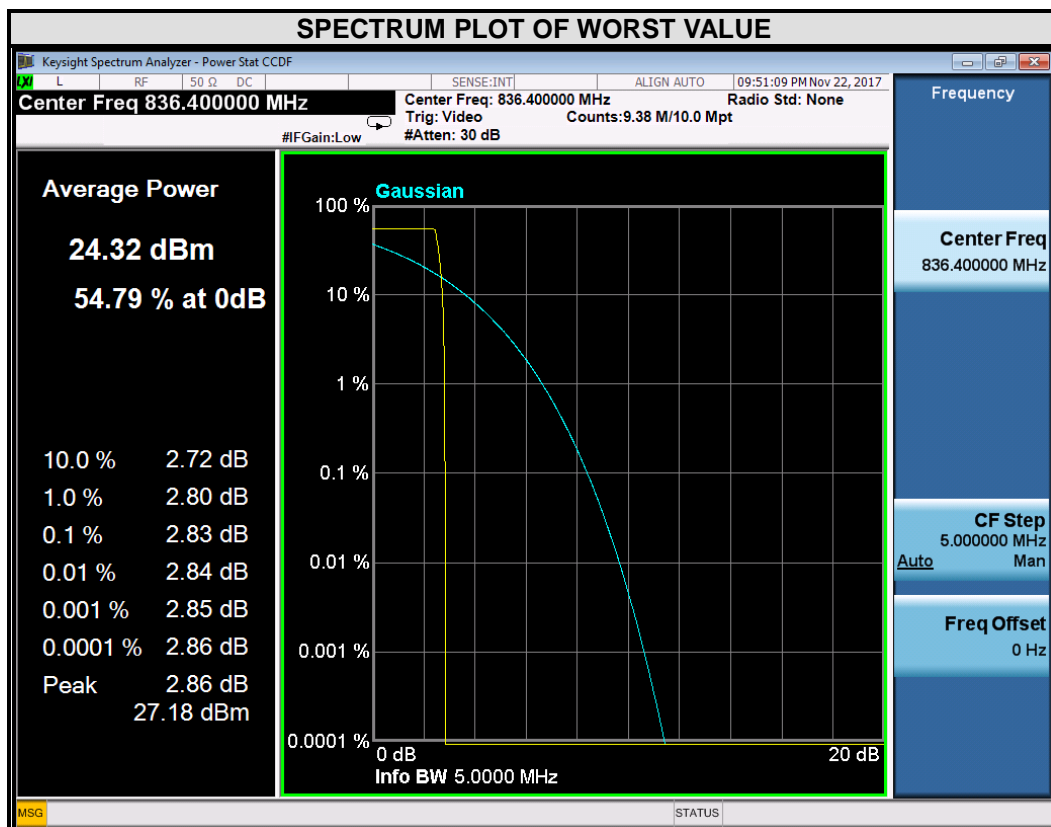 SPECTRUM PLOT OF WORST VALUE
Keysight Spectrum Analyzer - Power Stat CCDF
LXI L RF 50 Ω DC SENSE:INT ALIGN AUTO 09:51:09 PM Nov 22, 2017
Center Freq 836.400000 MHz
Center Freq: 836.400000 MHz Radio Std: None
Trig: Video Counts:9.38 M/10.0 Mpt
#IFGain:Low #Atten: 30 dB
Frequency
Average Power
24.32 dBm
54.79 % at 0dB
10.0 % 2.72 dB
1.0 % 2.80 dB
0.1 % 2.83 dB
0.01 % 2.84 dB
0.001 % 2.85 dB
0.0001 % 2.86 dB
Peak 2.86 dB
27.18 dBm
Gaussian
100 %
10 %
1 %
0.1 %
0.01 %
0.001 %
0.0001 %
0 dB 20 dB
Info BW 5.0000 MHz
Center Freq
836.400000 MHz
CF Step
5.000000 MHz
Auto Man
Freq Offset
0 Hz
MSG STATUS